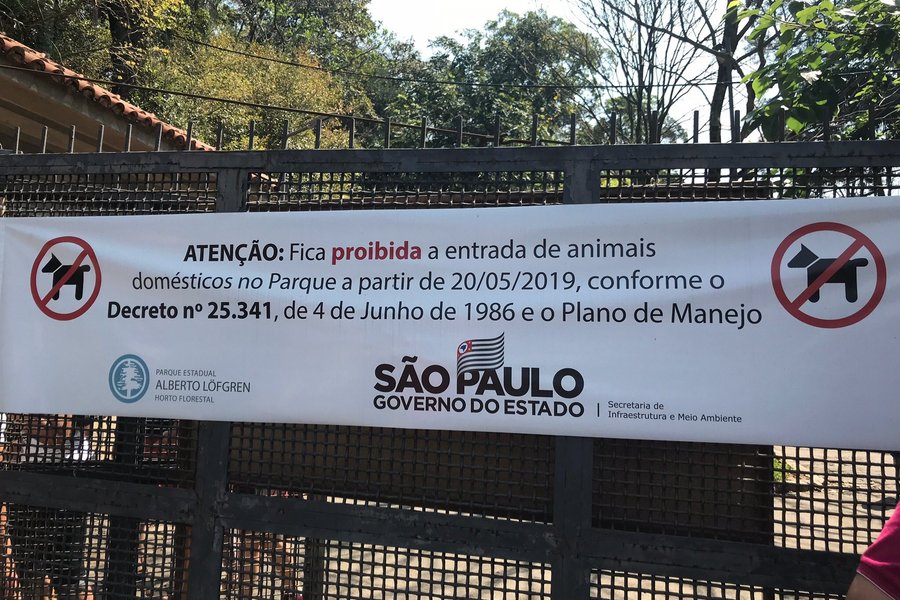 ATENÇÃO: Fica proibida a entrada de animais
domésticos no Parque a partir de 20/05/2019, conforme o
Decreto nº 25.341, de 4 de Junho de 1986 e o Plano de Manejo
PARQUE ESTADUAL
ALBERTO LÖFGREN
HORTO FLORESTAL
SÃO PAULO
GOVERNO DO ESTADO
Secretaria de
Infraestrutura e Meio Ambiente